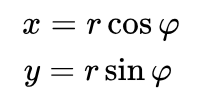 x = r cos φ
y = r sin φ